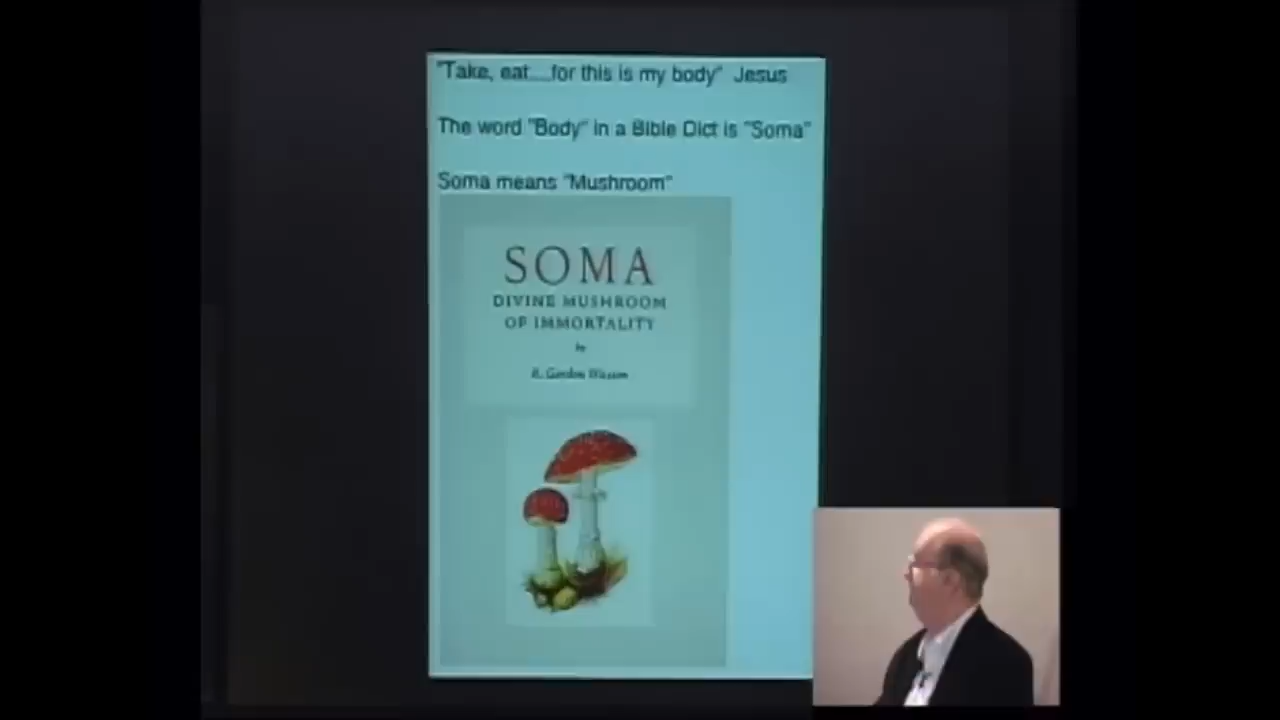 "Take, eat....for this is my body" Jesus
The word "Body" in a Bible Dict is "Soma"
Soma means "Mushroom"
SOMA
DIVINE MUSHROOM
OF IMMORTALITY
by
R. Gordon Wasson